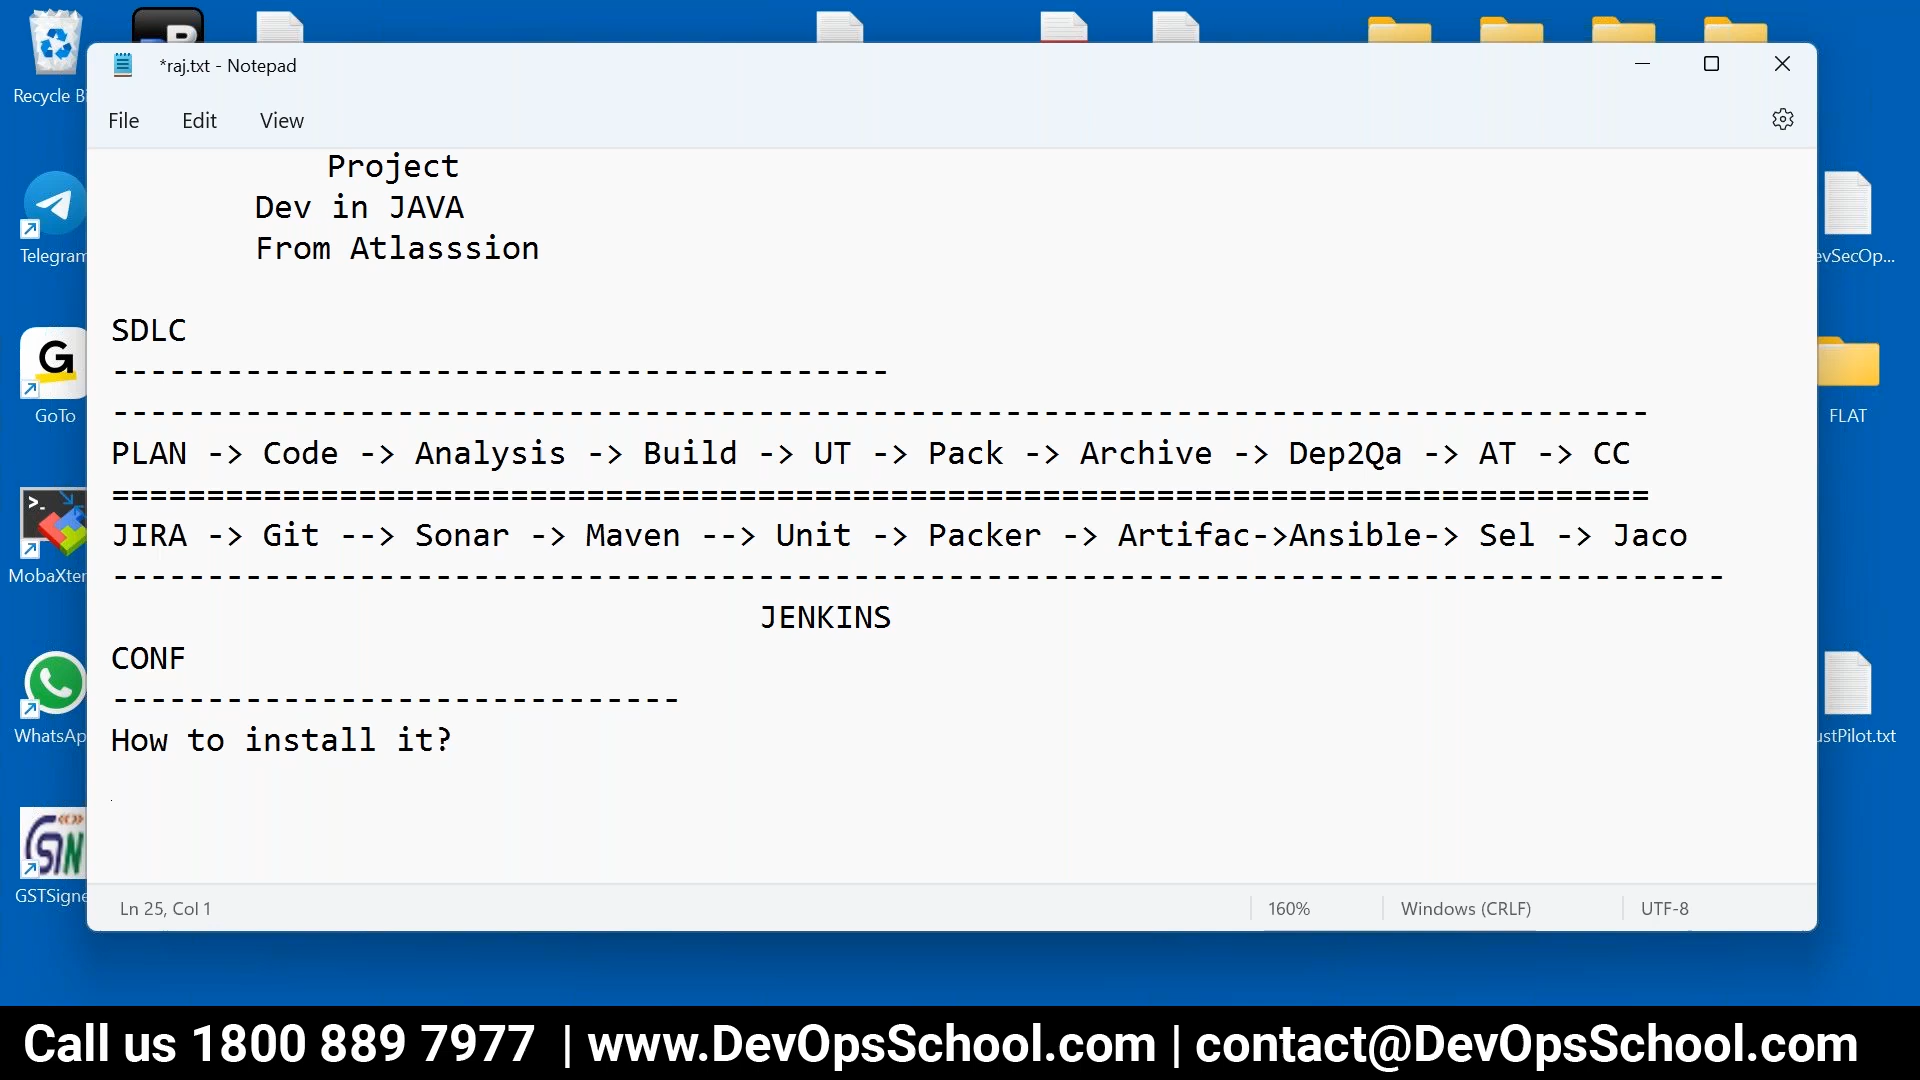 *raj.txt - Notepad
File Edit View
Project
Dev in JAVA
From Atlasssion
SDLC
-----------------------------------------
---------------------------------------------------------------------------------
PLAN -> Code -> Analysis -> Build -> UT -> Pack -> Archive -> Dep2Qa -> AT -> CC
=================================================================================
JIRA -> Git --> Sonar -> Maven --> Unit -> Packer -> Artifac->Ansible-> Sel -> Jaco
-------------------------------------------------------------------------------------
JENKINS
CONF
------------------------------
How to install it?
Ln 25, Col 1
160%
Windows (CRLF)
UTF-8
Recycle Bi
Telegram
GoTo
MobaXter
WhatsAp
GSTSigne
evSecOp...
FLAT
ustPilot.txt
Call us 1800 889 7977 | www.DevOpsSchool.com | contact@DevOpsSchool.com